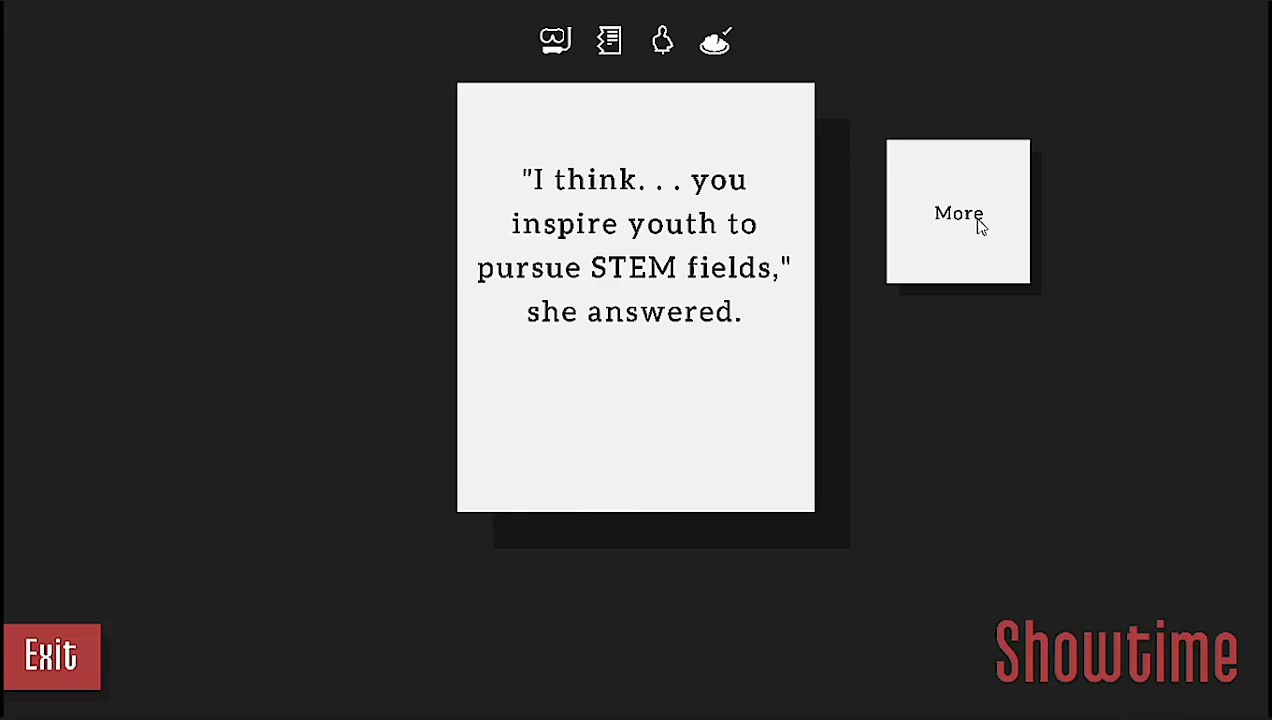 "I think. . . you
inspire youth to
pursue STEM fields,"
she answered.
More
Exit
Showtime